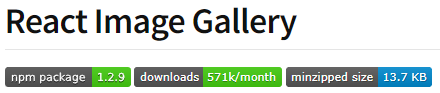 React Image Gallery
npm package 1.2.9 downloads 571k/month minzipped size 13.7 KB